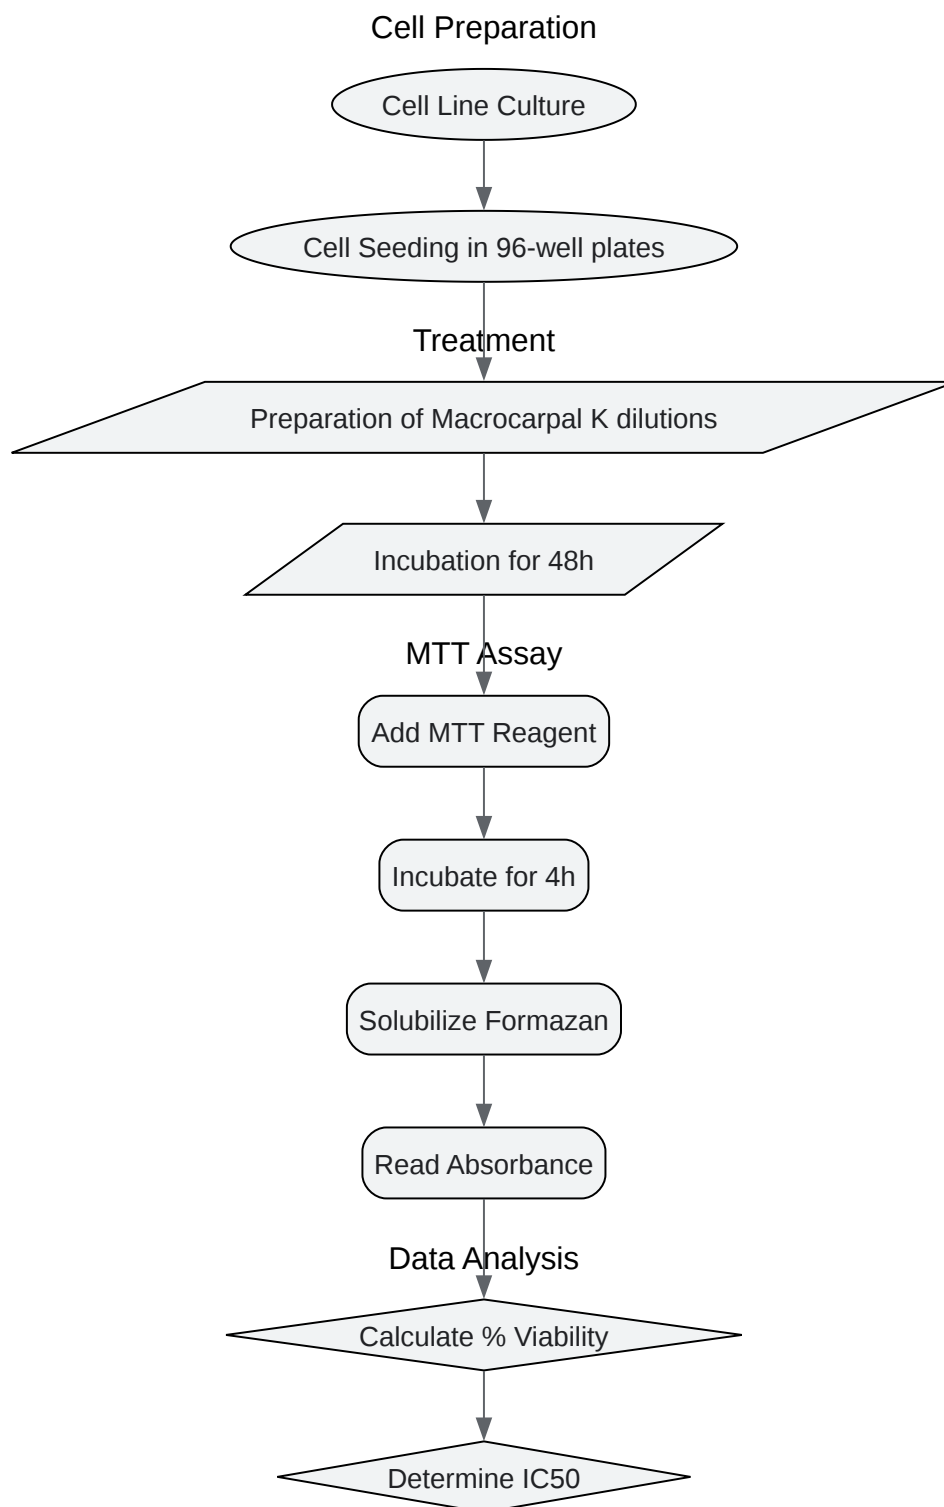 Cell Preparation
Cell Line Culture
Cell Seeding in 96-well plates
Treatment
Preparation of Macrocarpal K dilutions
Incubation for 48h
MTT Assay
Add MTT Reagent
Incubate for 4h
Solubilize Formazan
Read Absorbance
Data Analysis
Calculate % Viability
Determine IC50